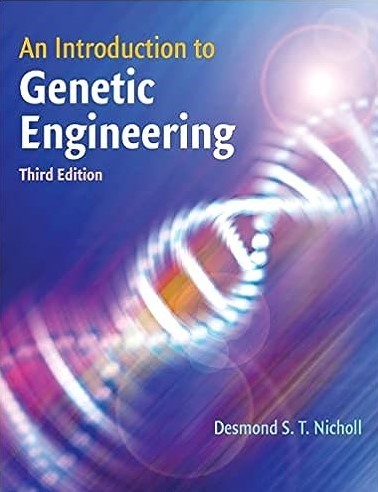 An Introduction to
Genetic
Engineering
Third Edition
Desmond S. T. Nicholl